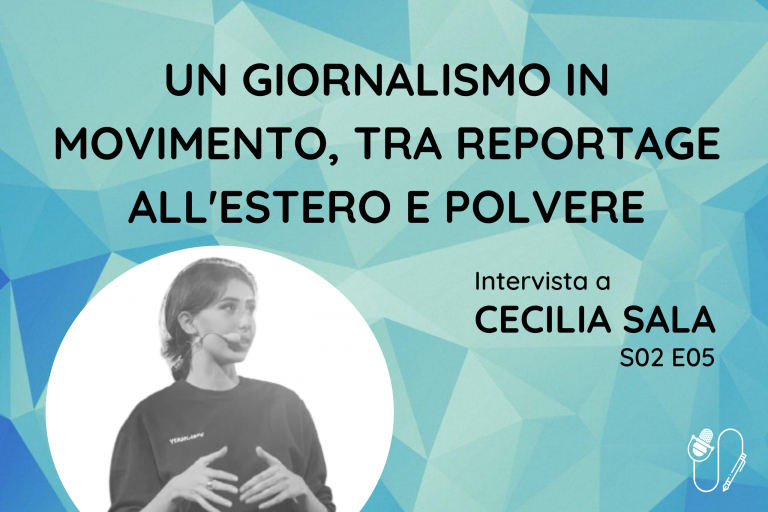 UN GIORNALISMO IN
MOVIMENTO, TRA REPORTAGE
ALL'ESTERO E POLVERE
Intervista a
CECILIA SALA
S02 E05